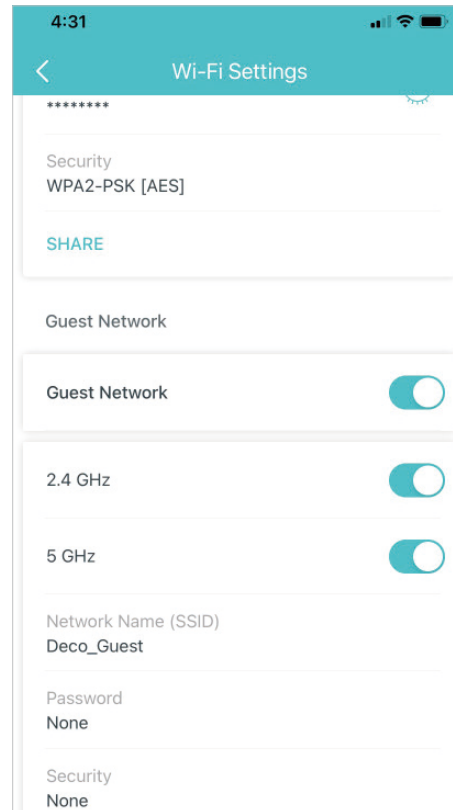 4:31
Wi-Fi Settings
********
Security
WPA2-PSK [AES]
SHARE
Guest Network
Guest Network
2.4 GHz
5 GHz
Network Name (SSID)
Deco_Guest
Password
None
Security
None